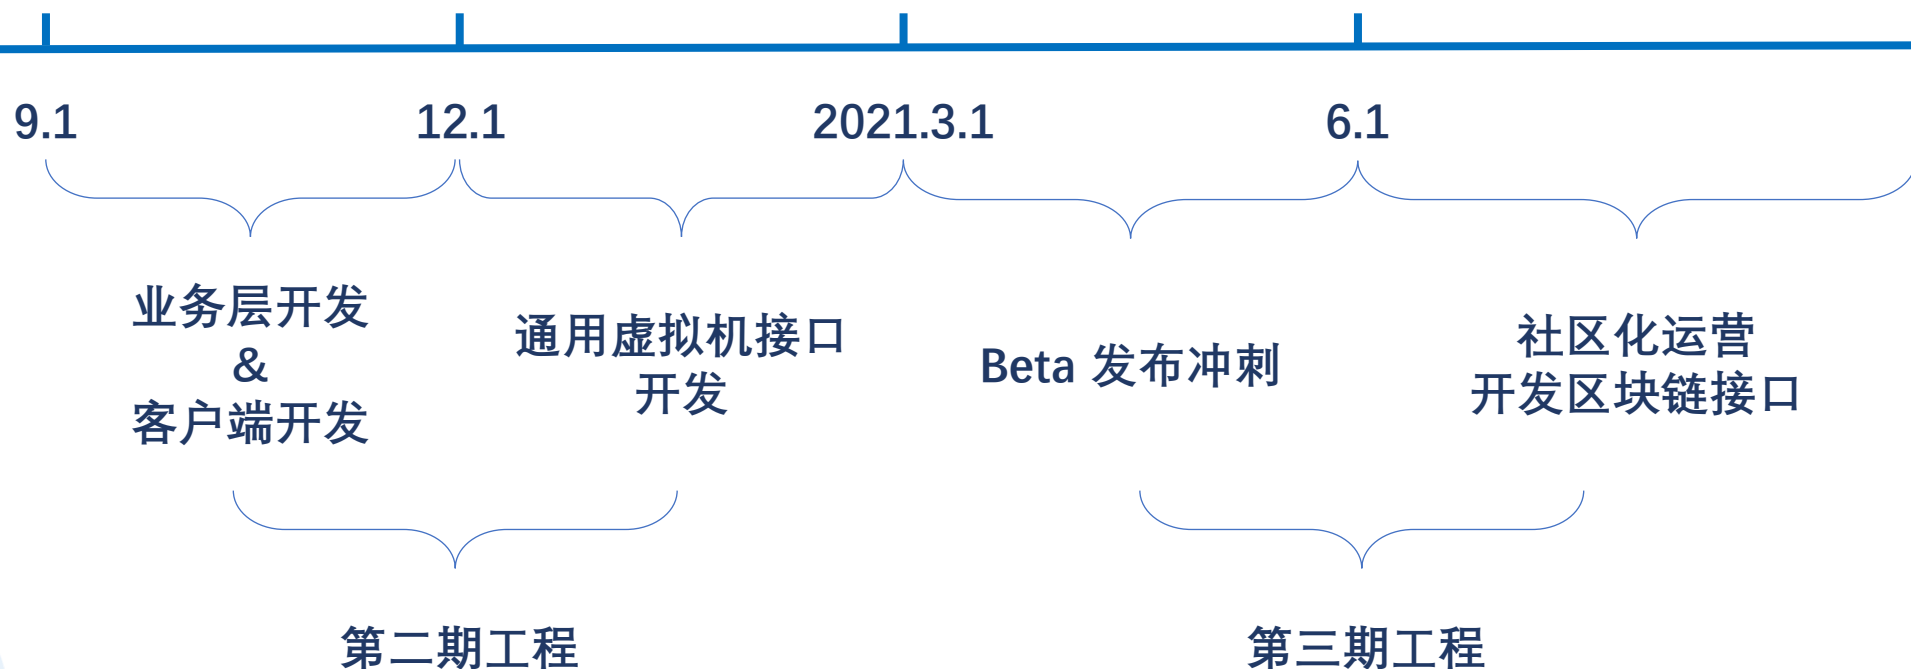 9.1
12.1
2021.3.1
6.1
业务层开发
&
客户端开发
通用虚拟机接口
开发
Beta 发布冲刺
社区化运营
开发区块链接口
第二期工程
第三期工程